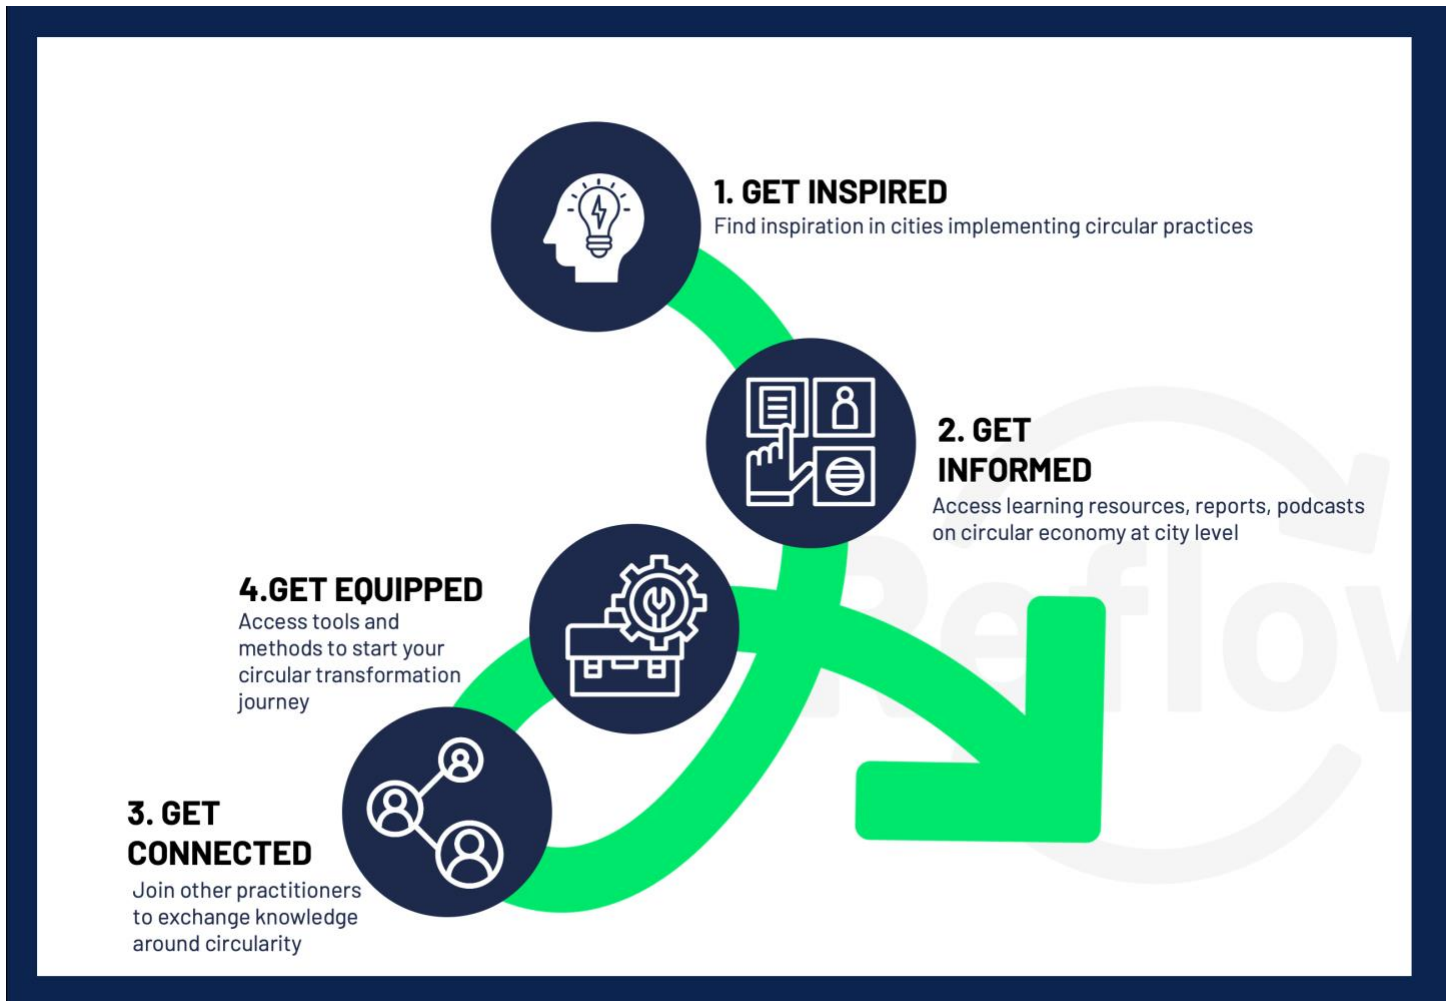 1. GET INSPIRED
Find inspiration in cities implementing circular practices
2. GET
INFORMED
Access learning resources, reports, podcasts
on circular economy at city level
4.GET EQUIPPED
Access tools and
methods to start your
circular transformation
journey
3. GET
CONNECTED
Join other practitioners
to exchange knowledge
around circularity
Reflow